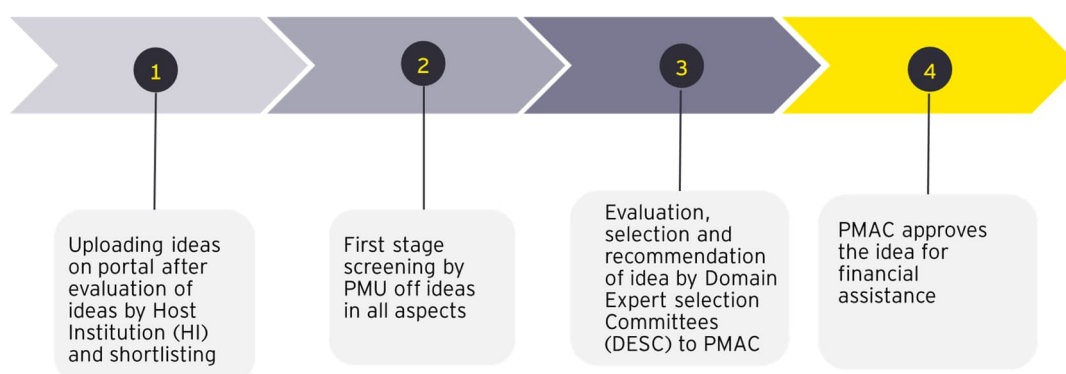 1
2
3
4
Uploading ideas
on portal after
evaluation of
ideas by Host
Institution (HI)
and shortlisting
First stage
screening by
PMU off ideas
in all aspects
Evaluation,
selection and
recommendation
of idea by Domain
Expert selection
Committees
(DESC) to PMAC
PMAC approves
the idea for
financial
assistance